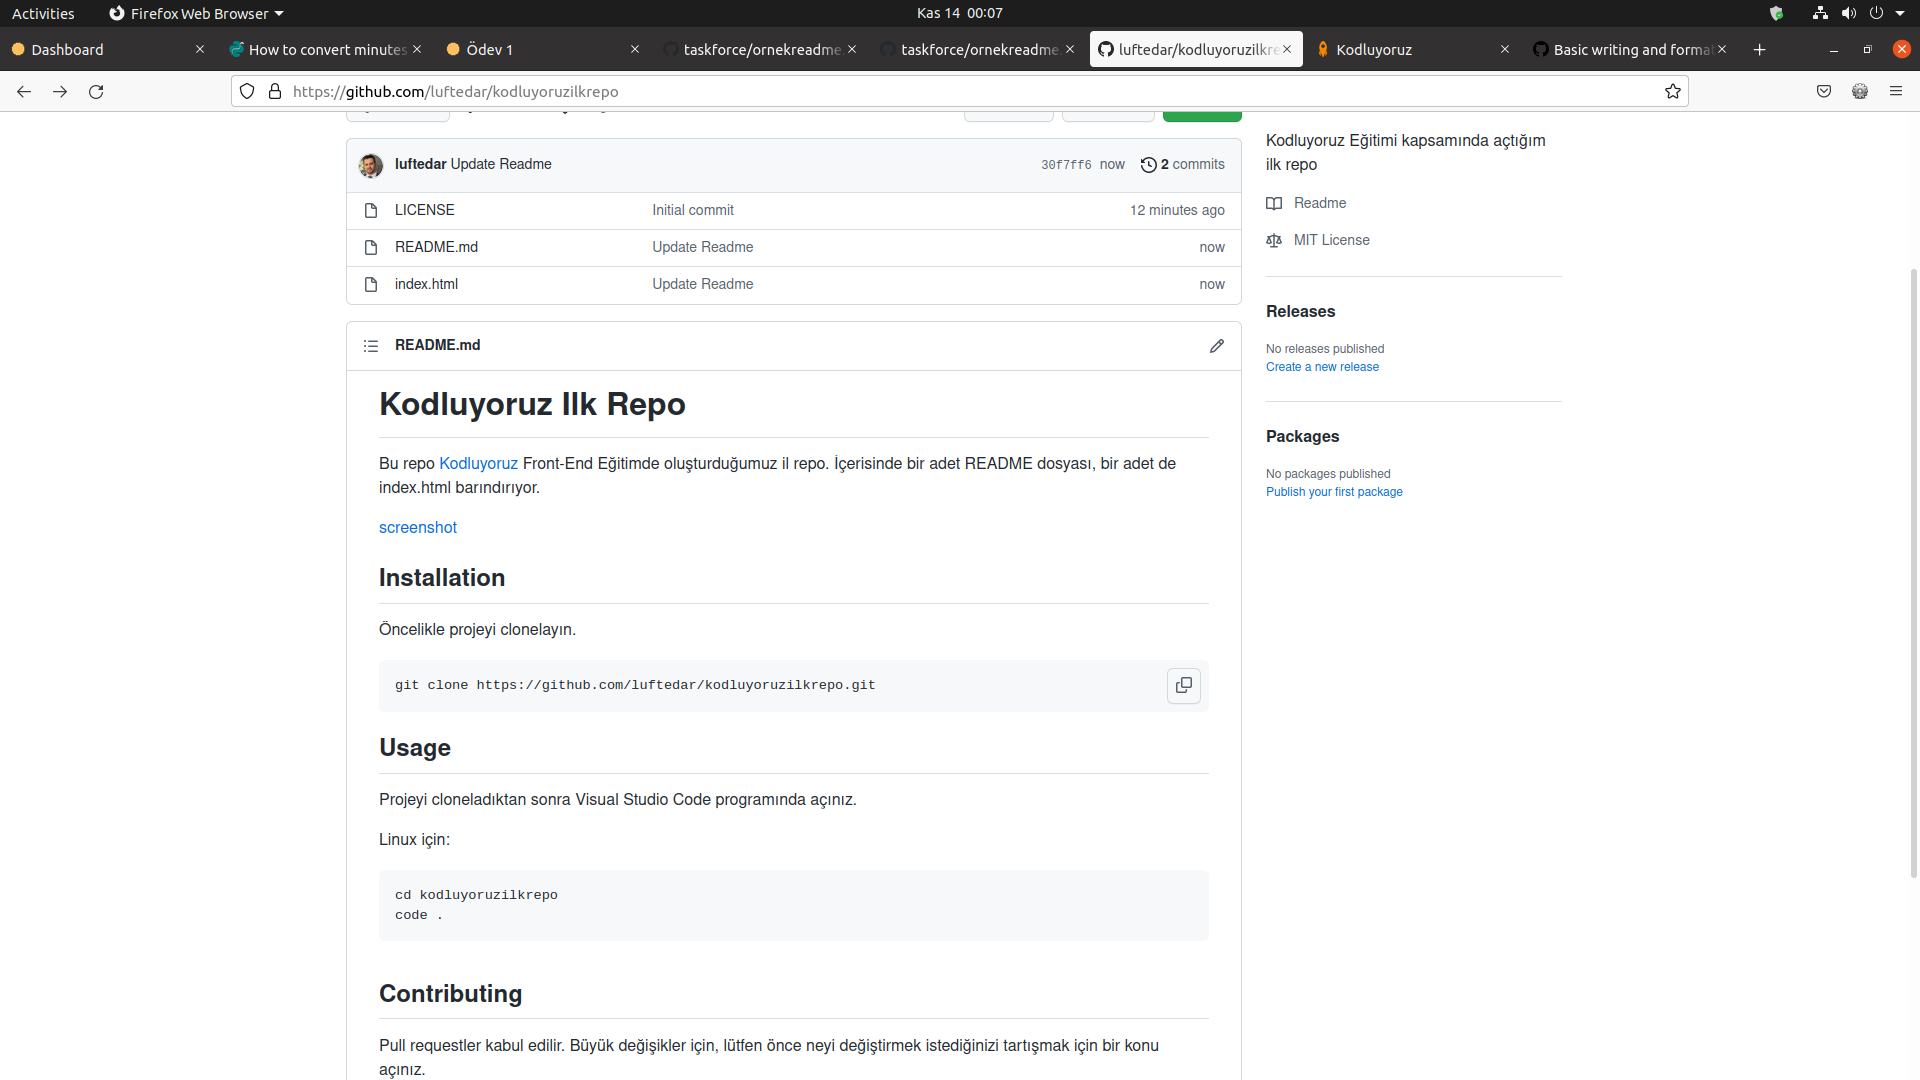 Activities Firefox Web Browser Kas 14 00:07
Dashboard How to convert minutes Ödev 1 taskforce/ornekreadme. taskforce/ornekreadme. luftedar/kodluyoruzilkre Kodluyoruz Basic writing and format
https://github.com/luftedar/kodluyoruzilkrepo
luftedar Update Readme 30f7ff6 now 2 commits
LICENSE Initial commit 12 minutes ago
README.md Update Readme now
index.html Update Readme now
README.md
Kodluyoruz Ilk Repo
Bu repo Kodluyoruz Front-End Eğitimde oluşturduğumuz il repo. İçerisinde bir adet README dosyası, bir adet de
index.html barındırıyor.
screenshot
Installation
Öncelikle projeyi clonelayın.
git clone https://github.com/luftedar/kodluyoruzilkrepo.git
Usage
Projeyi cloneladıktan sonra Visual Studio Code programında açınız.
Linux için:
cd kodluyoruzilkrepo
code .
Contributing
Pull requestler kabul edilir. Büyük değişikler için, lütfen önce neyi değiştirmek istediğinizi tartışmak için bir konu
açınız.
Kodluyoruz Eğitimi kapsamında açtığım
ilk repo
Readme
MIT License
Releases
No releases published
Create a new release
Packages
No packages published
Publish your first package